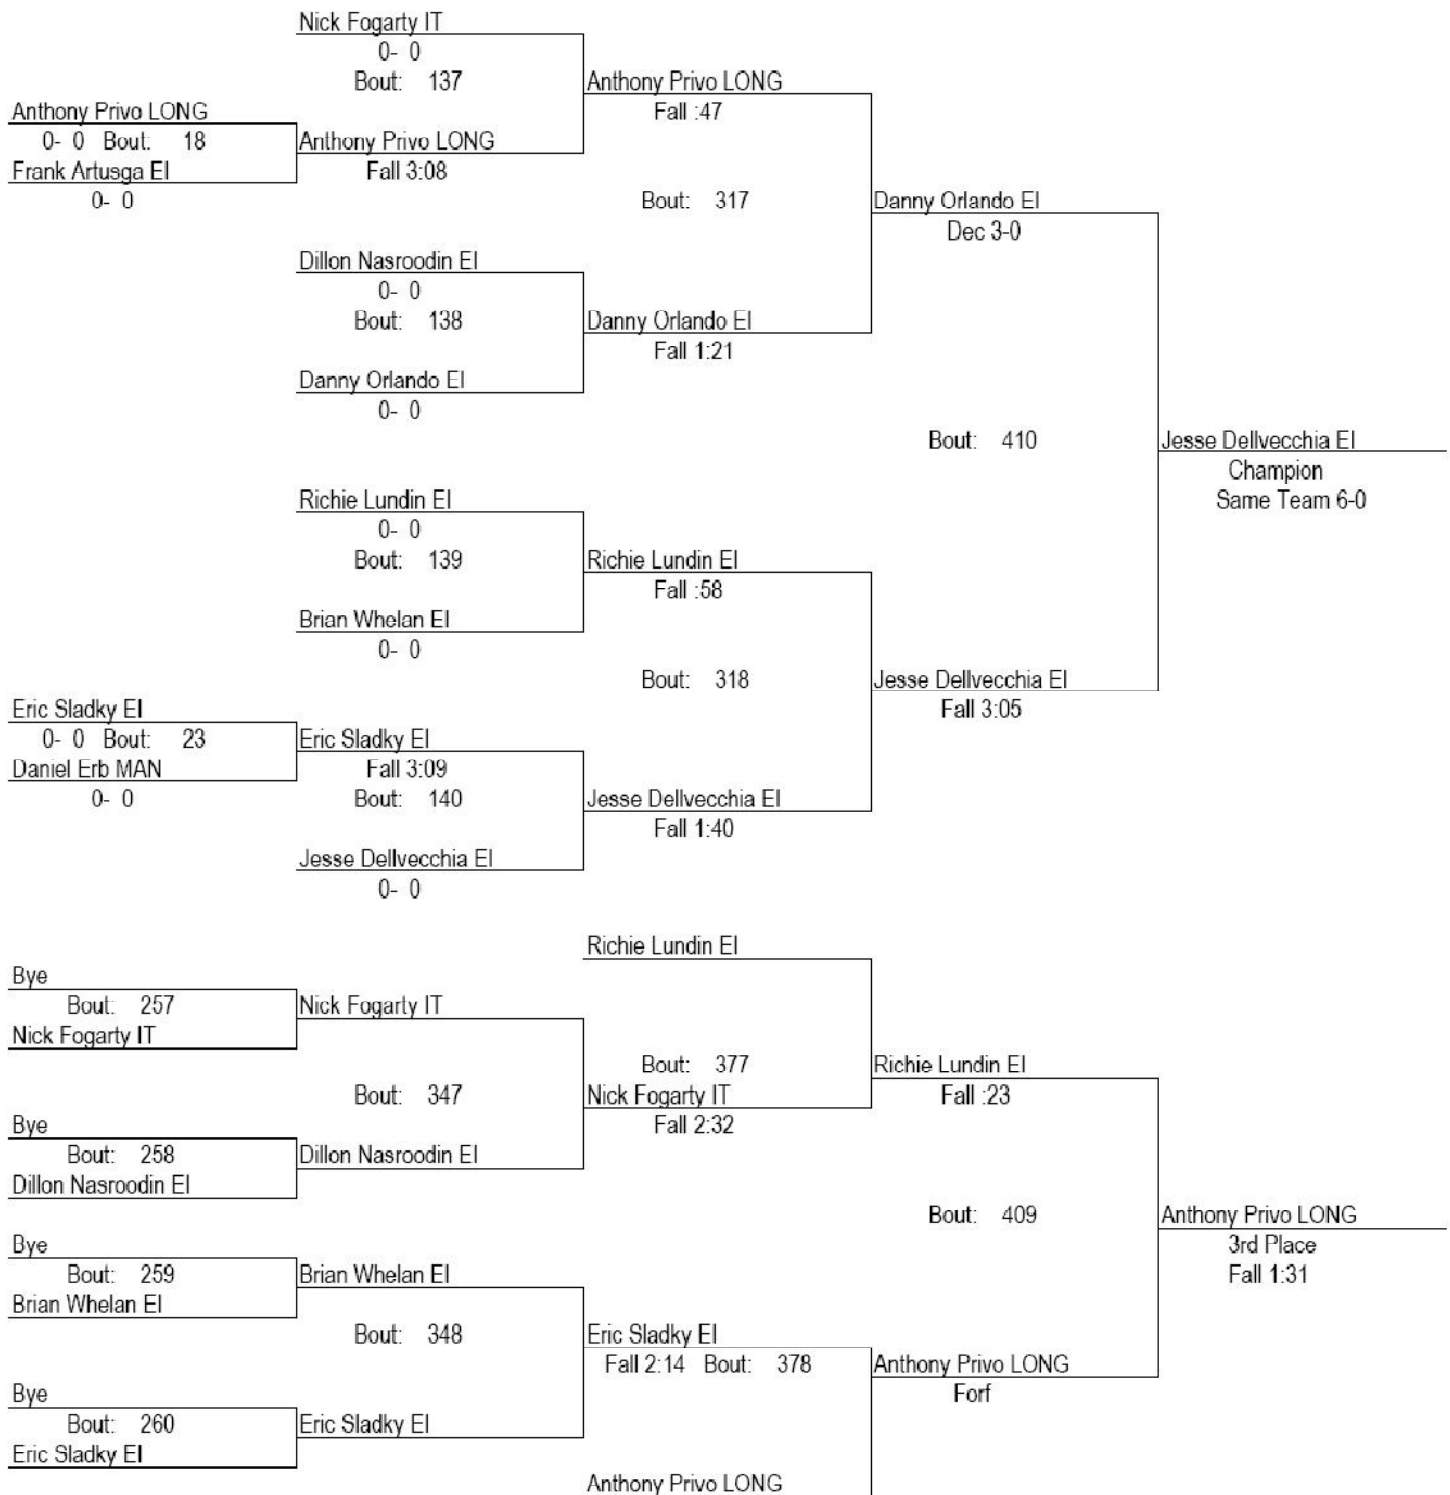 Nick Fogarty IT
0- 0
Bout: 137
Anthony Privo LONG
Fall :47
Anthony Privo LONG
0- 0 Bout: 18
Anthony Privo LONG
Frank Artusga EI
Fall 3:08
0- 0
Bout: 317
Danny Orlando EI
Dec 3-0
Dillon Nasroodin EI
0- 0
Bout: 138
Danny Orlando EI
Fall 1:21
Danny Orlando EI
0- 0
Bout: 410
Jesse Dellvecchia EI
Champion
Same Team 6-0
Richie Lundin EI
0- 0
Bout: 139
Richie Lundin EI
Fall :58
Brian Whelan EI
0- 0
Bout: 318
Jesse Dellvecchia EI
Fall 3:05
Eric Sladky EI
0- 0 Bout: 23
Eric Sladky EI
Daniel Erb MAN
Fall 3:09
0- 0
Bout: 140
Jesse Dellvecchia EI
Fall 1:40
Jesse Dellvecchia EI
0- 0
Richie Lundin EI
Bye
Bout: 257
Nick Fogarty IT
Nick Fogarty IT
Bout: 377
Richie Lundin EI
Fall :23
Bout: 347
Nick Fogarty IT
Fall 2:32
Bye
Bout: 258
Dillon Nasroodin EI
Dillon Nasroodin EI
Bout: 409
Anthony Privo LONG
3rd Place
Fall 1:31
Bye
Bout: 259
Brian Whelan EI
Brian Whelan EI
Bout: 348
Eric Sladky EI
Fall 2:14 Bout: 378
Anthony Privo LONG
Forf
Bye
Bout: 260
Eric Sladky EI
Eric Sladky EI
Anthony Privo LONG